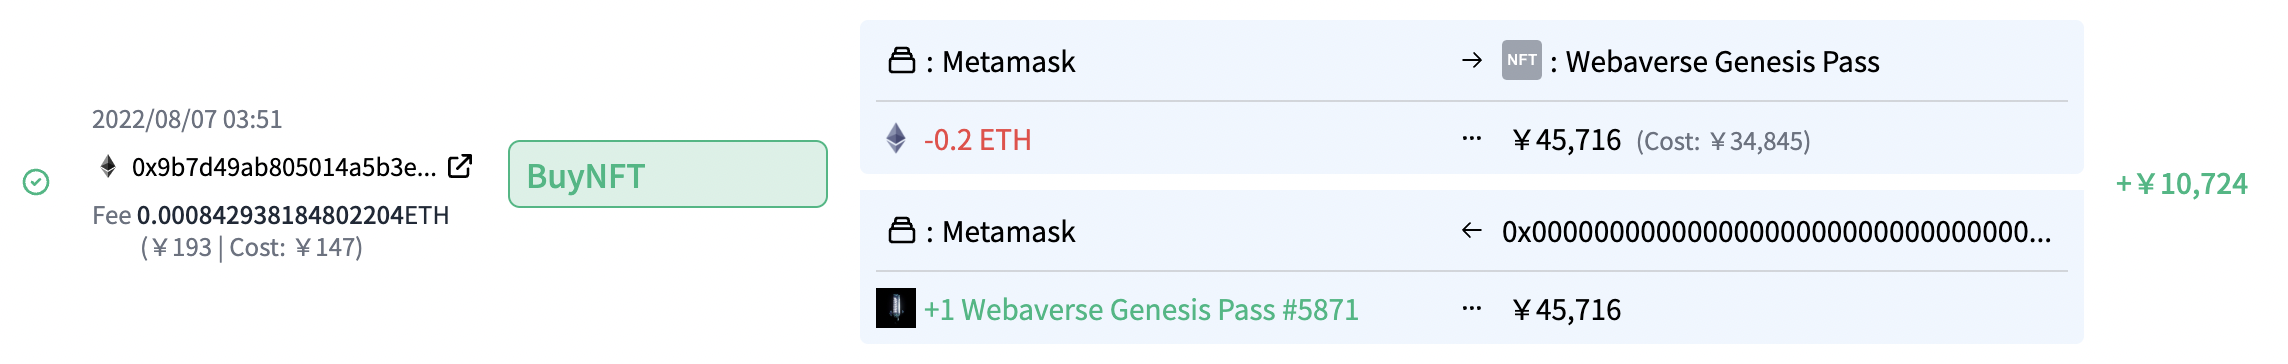 2022/08/07 03:51
0x9b7d49ab805014a5b3e...
Fee 0.000842938184802204ETH
(¥193 | Cost: ¥147)
BuyNFT
: Metamask → NFT : Webaverse Genesis Pass
-0.2 ETH ... ¥45,716 (Cost: ¥34,845)
: Metamask ← 0x00000000000000000000000000000000...
+1 Webaverse Genesis Pass #5871 ... ¥45,716
+¥10,724